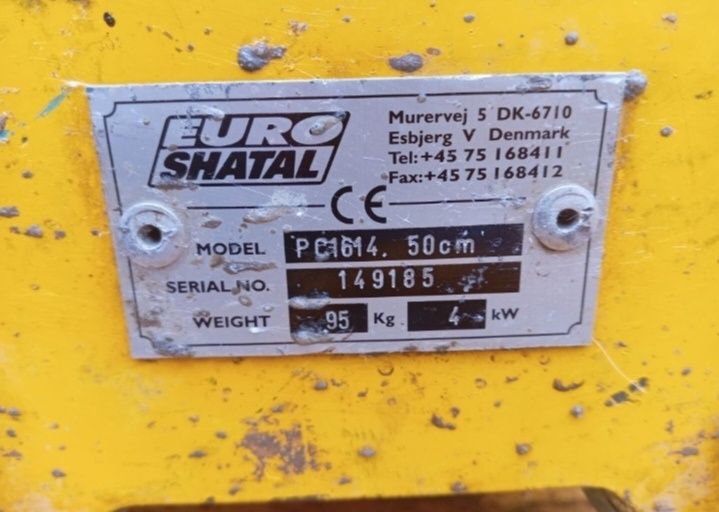 EURO
SHATAL
Murervej 5 DK-6710
Esbjerg V Denmark
Tel:+45 75 168411
Fax:+45 75 168412
CE
MODEL PC1614. 50cm
SERIAL NO. 149185
WEIGHT 95 Kg 4 kW